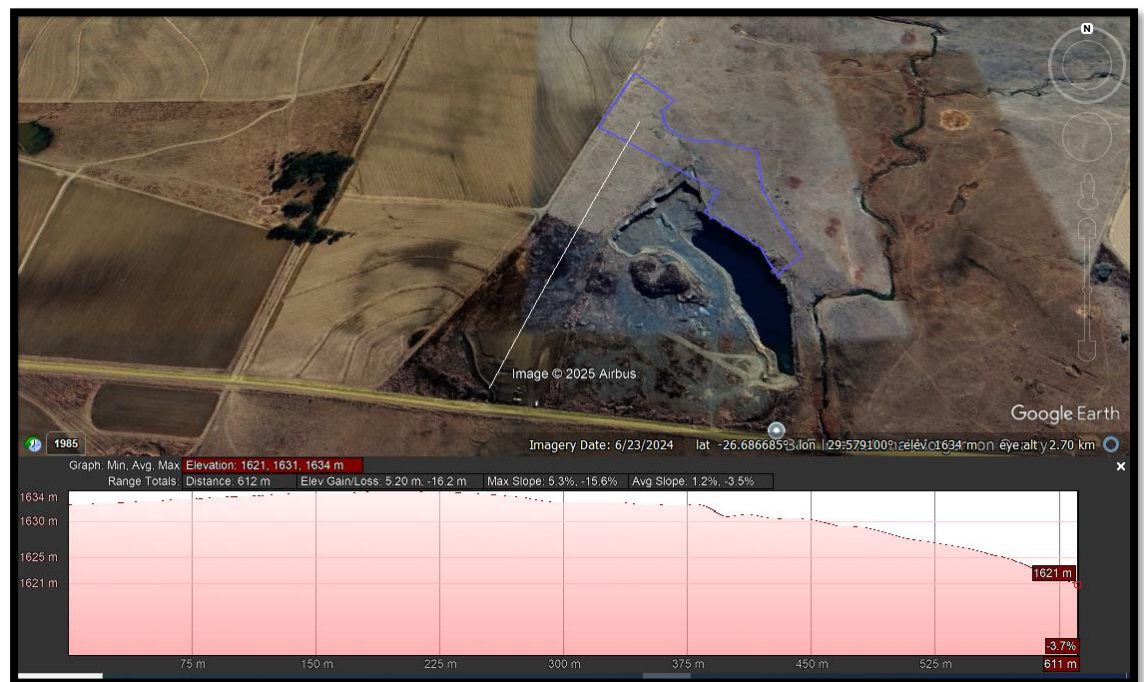 N
Image © 2025 Airbus
Google Earth
1985
Imagery Date: 6/23/2024 lat -26.686685° lon 29.579100° elev 1634 m eye alt 2.70 km
Graph: Min, Avg, Max Elevation: 1621, 1631, 1634 m
Range Totals: Distance: 612 m Elev Gain/Loss: 5.20 m, -16.2 m Max Slope: 5.3%, -15.6% Avg Slope: 1.2%, -3.5%
1634 m
1630 m
1625 m
1621 m
1621 m
-3.7%
75 m 150 m 225 m 300 m 375 m 450 m 525 m 611 m